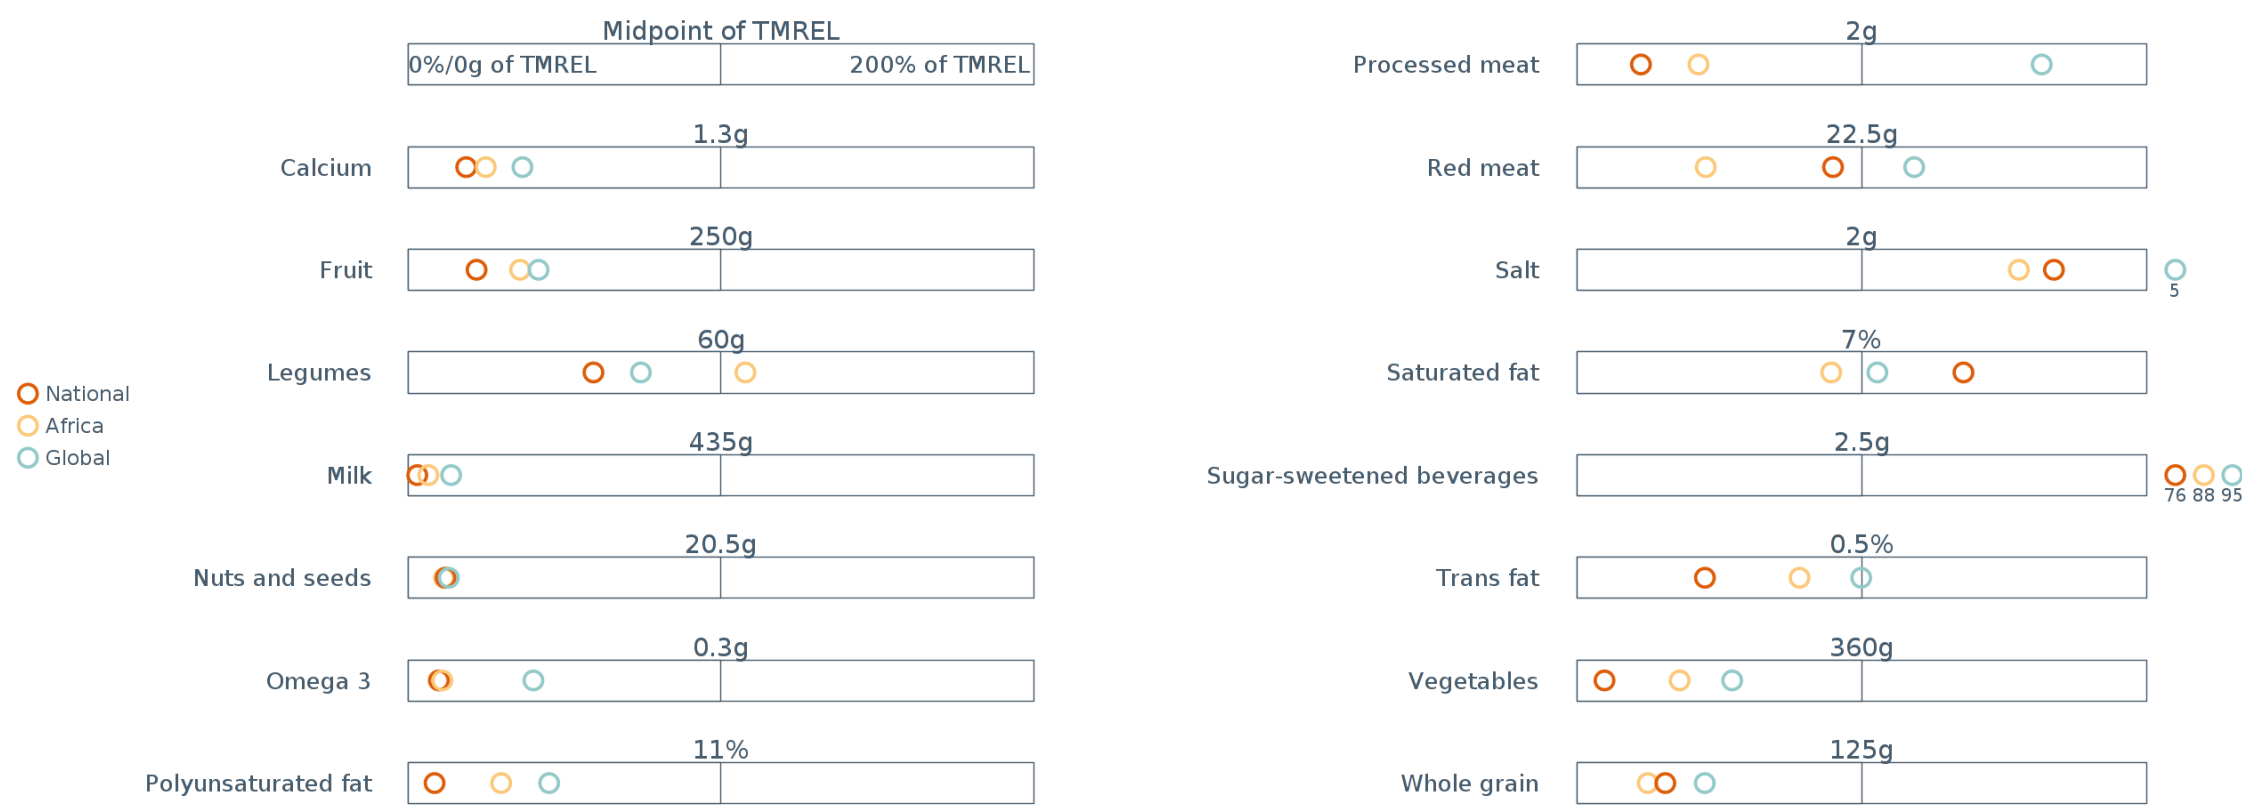 Midpoint of TMREL
0%/0g of TMREL 200% of TMREL
1.3g
Calcium
250g
Fruit
60g
Legumes
435g
Milk
20.5g
Nuts and seeds
0.3g
Omega 3
11%
Polyunsaturated fat
National
Africa
Global
2g
Processed meat
22.5g
Red meat
2g
Salt
5
7%
Saturated fat
2.5g
Sugar-sweetened beverages
76 88 95
0.5%
Trans fat
360g
Vegetables
125g
Whole grain